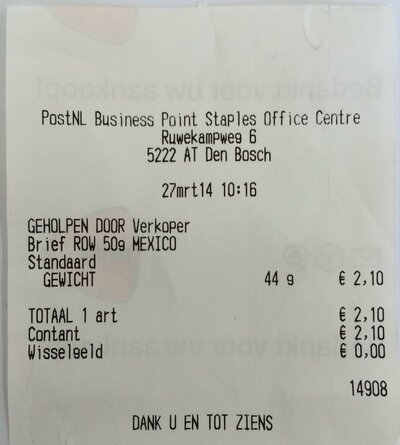 PostNL Business Point Staples Office Centre
Ruwekampweg 6
5222 AT Den Bosch
27mrt14 10:16
GEHOLPEN DOOR Verkoper
Brief ROW 50g MEXICO
Standaard
GEWICHT 44 g € 2,10
TOTAAL 1 art € 2,10
Contant € 2,10
Wisselgeld € 0,00
14908
DANK U EN TOT ZIENS